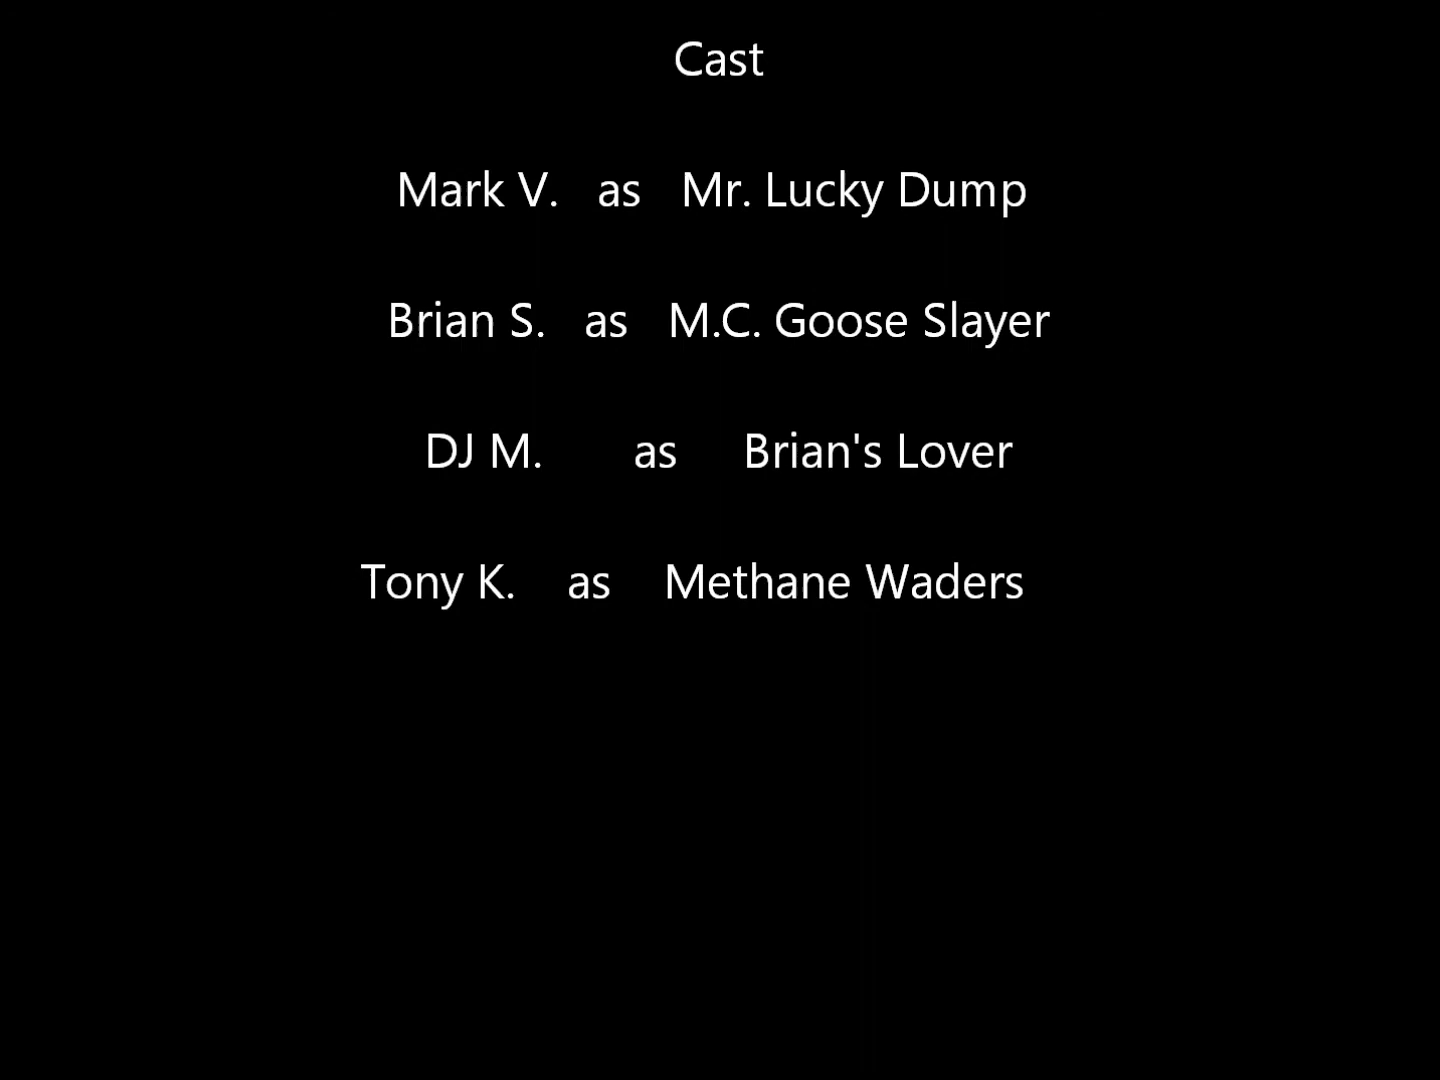 Cast
Mark V. as Mr. Lucky Dump
Brian S. as M.C. Goose Slayer
DJ M. as Brian's Lover
Tony K. as Methane Waders